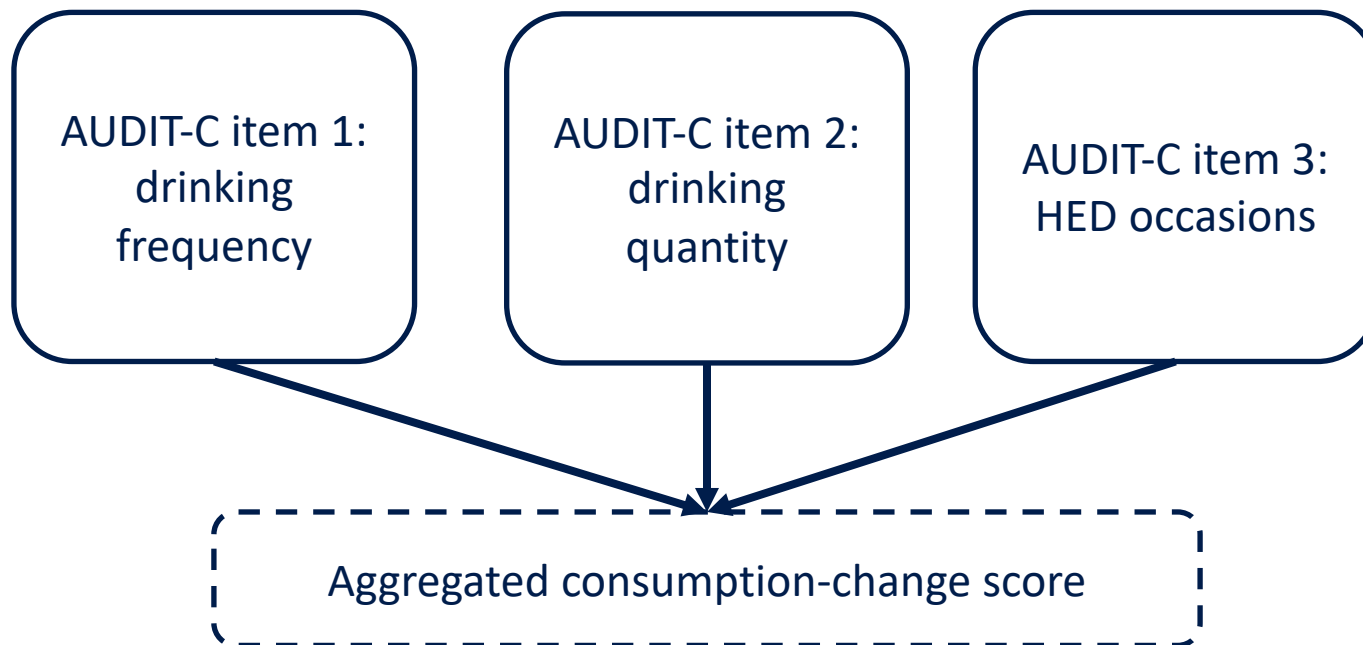 AUDIT-C item 1:
drinking
frequency
AUDIT-C item 2:
drinking
quantity
AUDIT-C item 3:
HED occasions
Aggregated consumption-change score